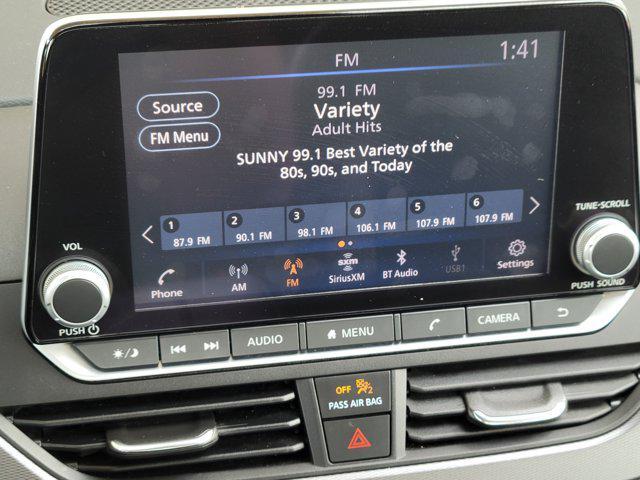 FM
1:41
Source
FM Menu
99.1 FM
Variety
Adult Hits
SUNNY 99.1 Best Variety of the
80s, 90s, and Today
1
87.9 FM
2
90.1 FM
3
98.1 FM
4
106.1 FM
5
107.9 FM
6
107.9 FM
Phone
AM
FM
sxm
SiriusXM
BT Audio
USB1
Settings
VOL
PUSH
TUNE·SCROLL
PUSH SOUND
AUDIO
MENU
CAMERA
OFF 2
PASS AIR BAG